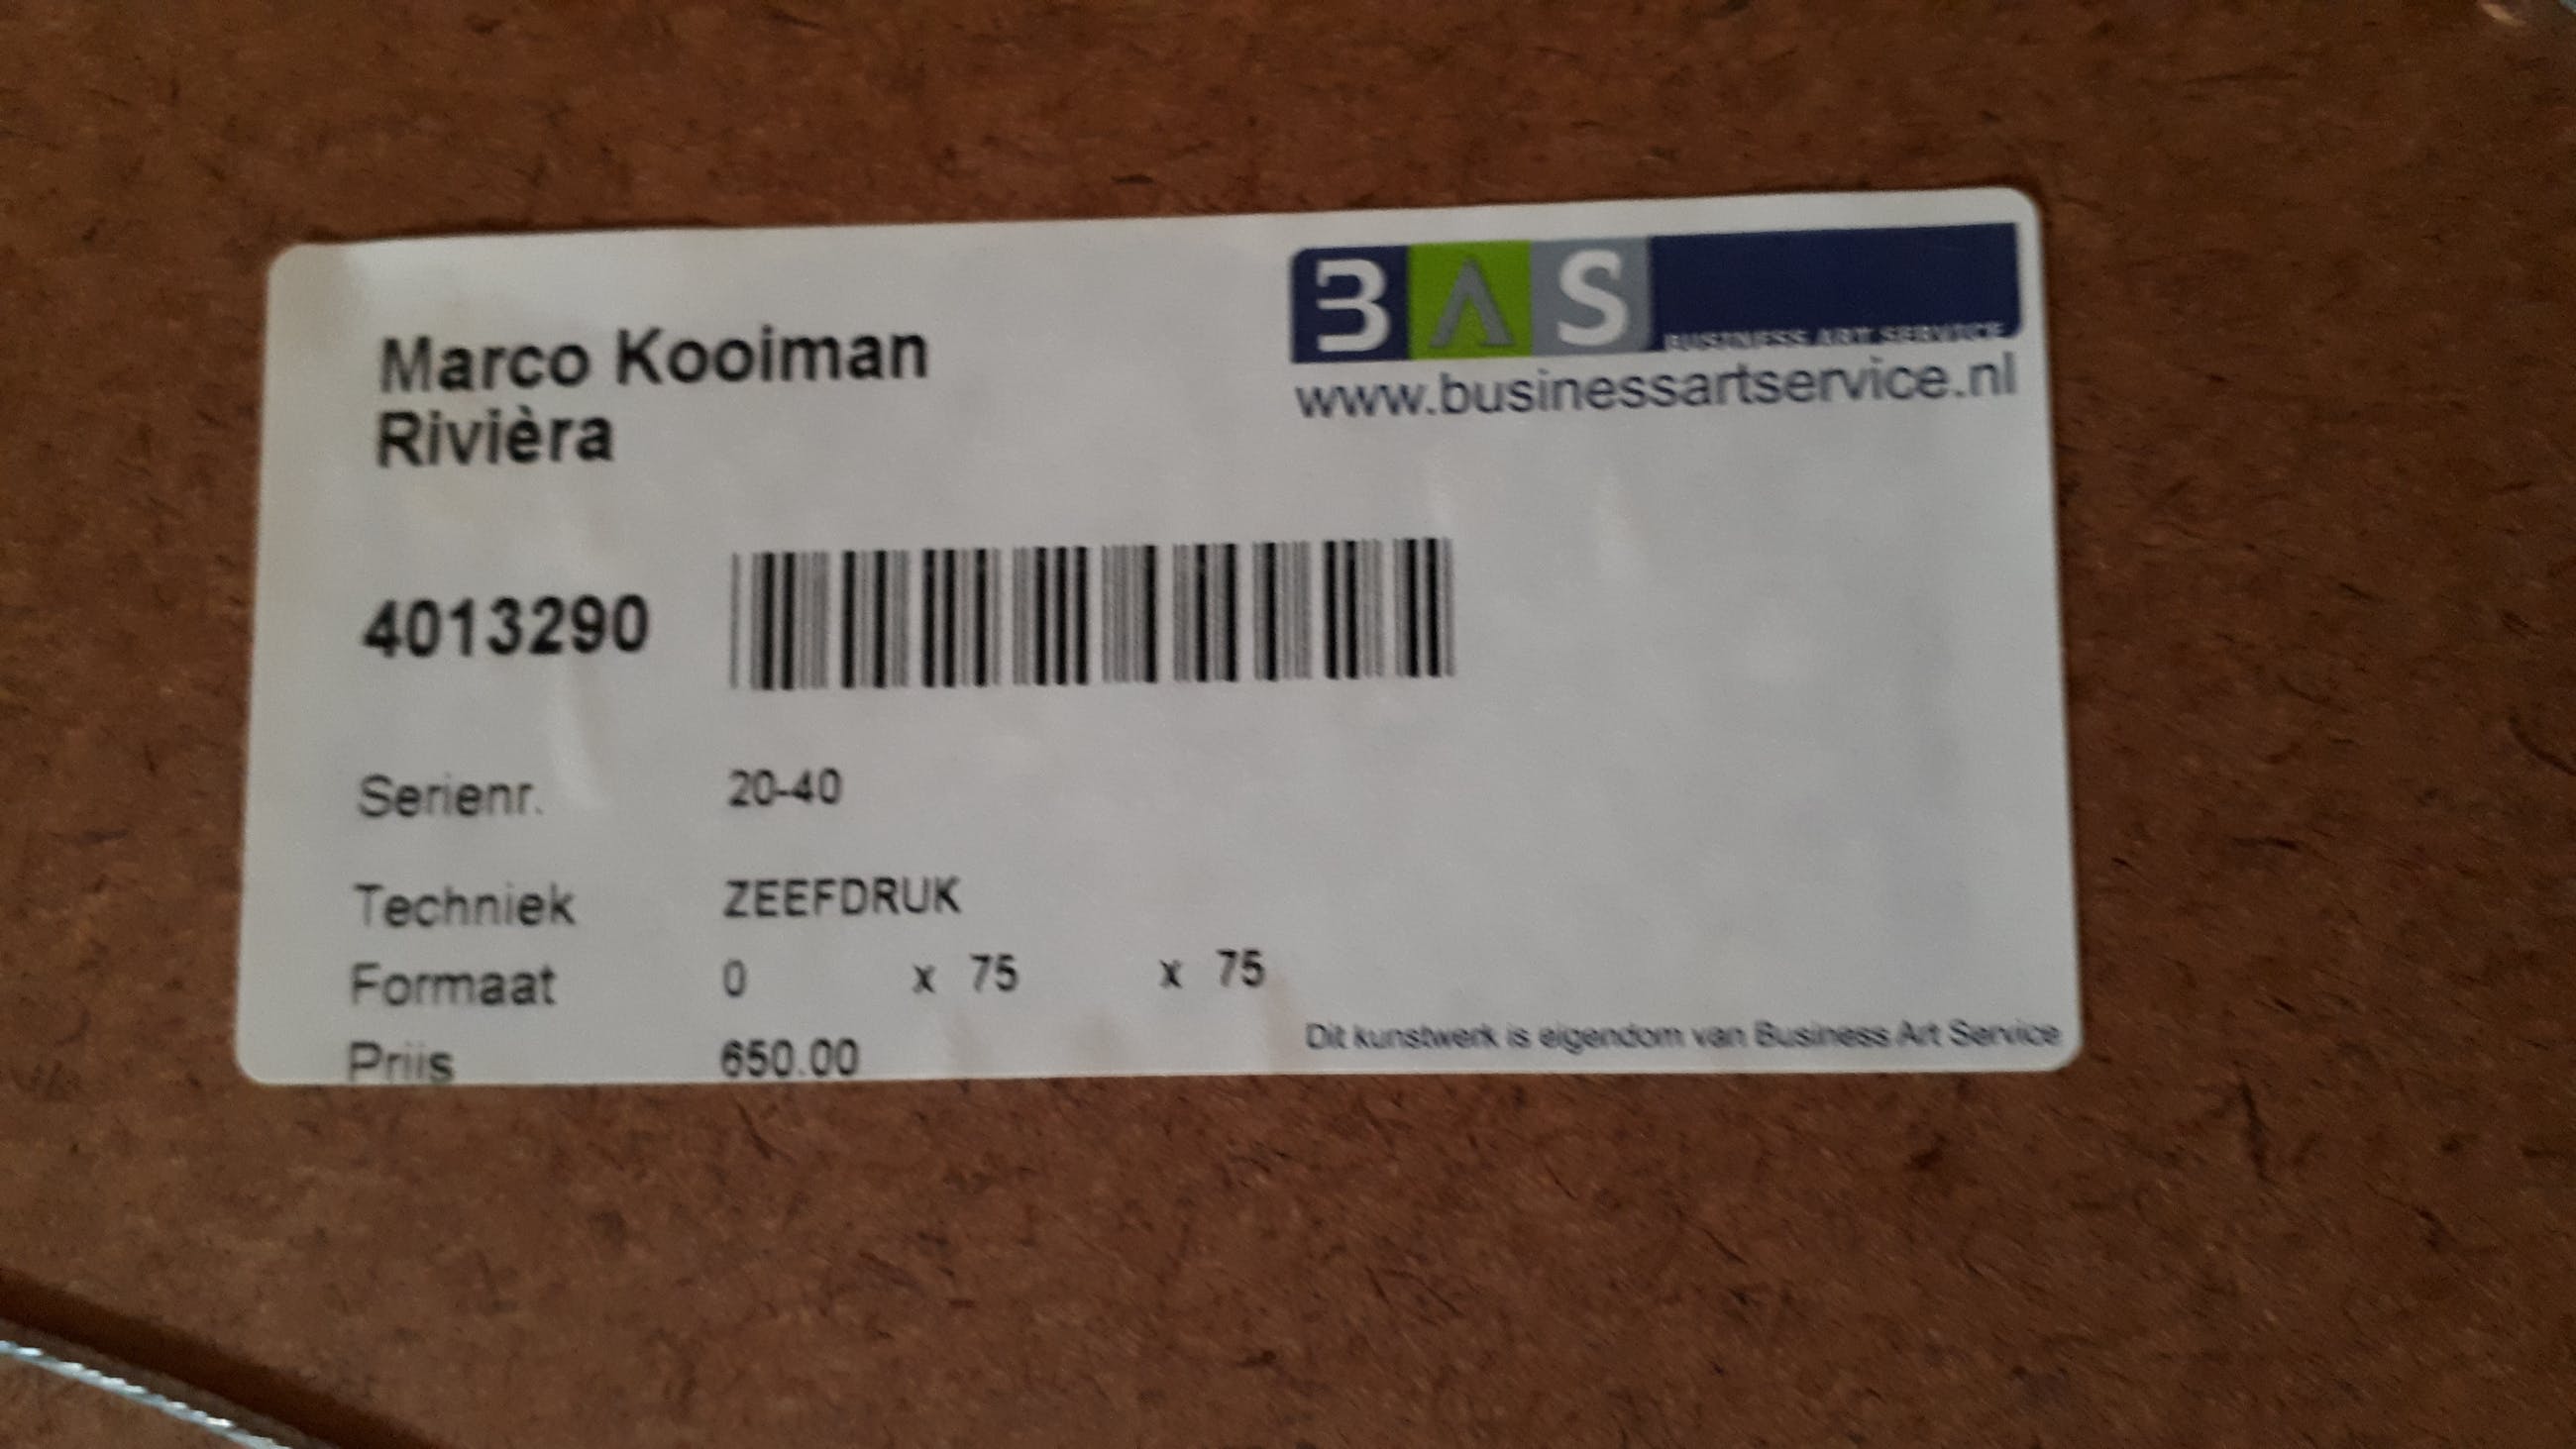 Marco Kooiman
Rivièra
BAS
BUSINESS ART SERVICE
www.businessartservice.nl
4013290
Serienr. 20-40
Techniek ZEEFDRUK
Formaat 0 x 75 x 75
Prijs 650.00
Dit kunstwerk is eigendom van Business Art Service